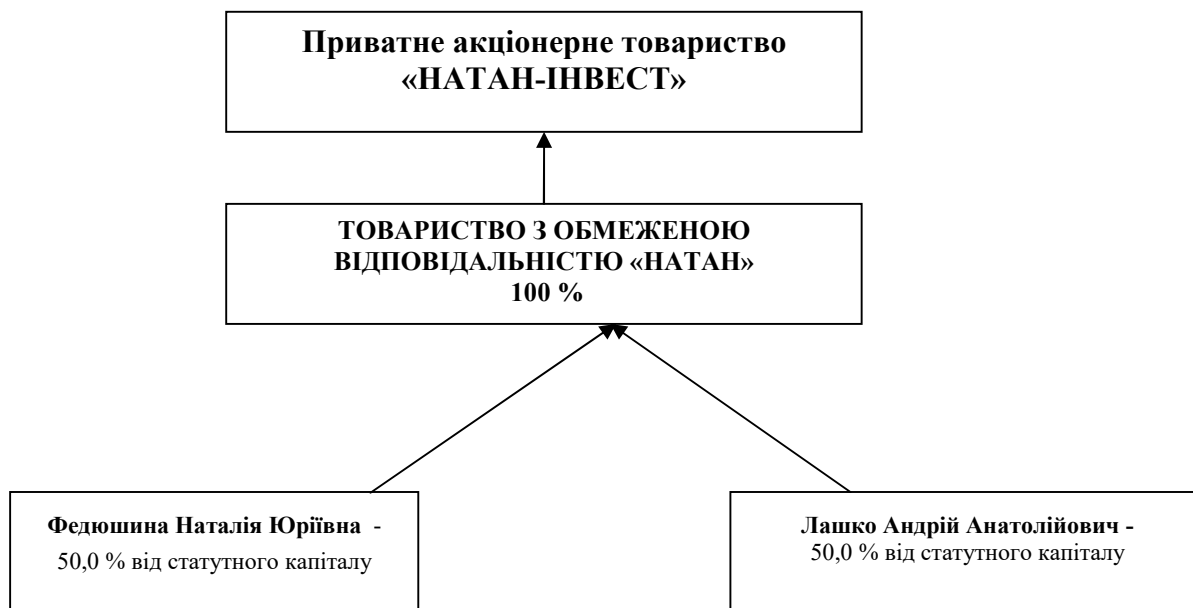 Приватне акціонерне товариство
«НАТАН-ІНВЕСТ»
ТОВАРИСТВО З ОБМЕЖЕНОЮ
ВІДПОВІДАЛЬНІСТЮ «НАТАН»
100 %
Федюшина Наталія Юріївна -
50,0 % від статутного капіталу
Лашко Андрій Анатолійович -
50,0 % від статутного капіталу